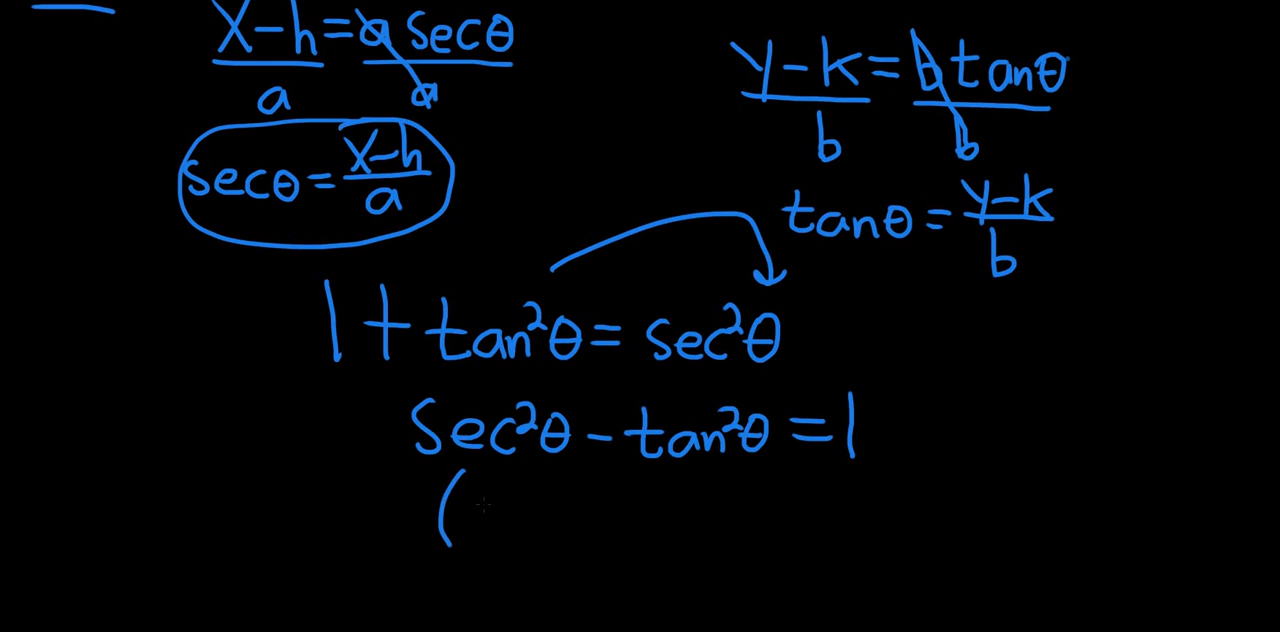 x-h = a secθ
a a
secθ = x-h
a
y-k = b tanθ
b b
tanθ = y-k
b
1 + tan²θ = sec²θ
sec²θ - tan²θ = 1
(